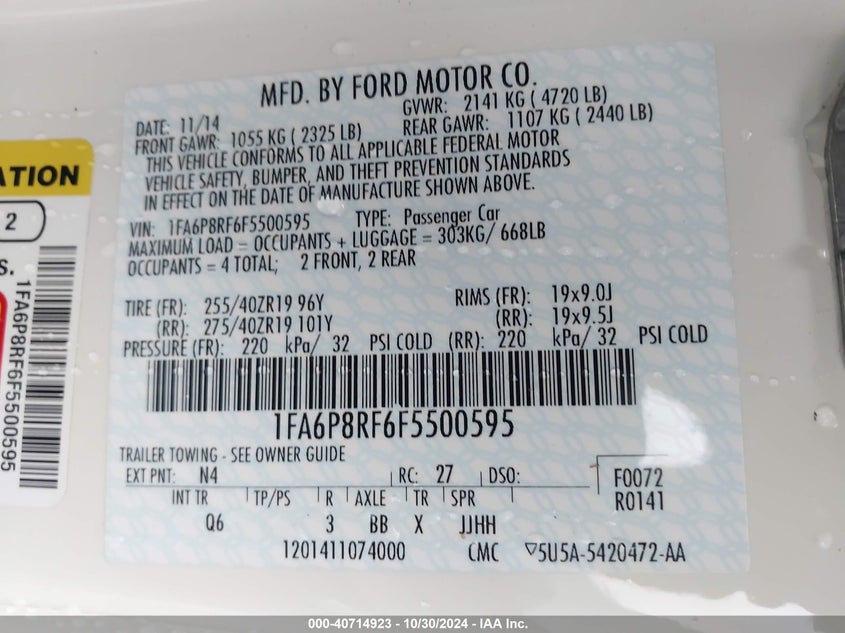 MFD. BY FORD MOTOR CO.
DATE: 11/14 GVWR: 2141 KG ( 4720 LB)
FRONT GAWR: 1055 KG ( 2325 LB) REAR GAWR: 1107 KG ( 2440 LB)
THIS VEHICLE CONFORMS TO ALL APPLICABLE FEDERAL MOTOR
VEHICLE SAFETY, BUMPER, AND THEFT PREVENTION STANDARDS
IN EFFECT ON THE DATE OF MANUFACTURE SHOWN ABOVE.
VIN: 1FA6P8RF6F5500595 TYPE: Passenger Car
MAXIMUM LOAD = OCCUPANTS + LUGGAGE = 303KG/ 668LB
OCCUPANTS = 4 TOTAL; 2 FRONT, 2 REAR
TIRE (FR): 255/40ZR19 96Y RIMS (FR): 19x9.0J
(RR): 275/40ZR19 101Y (RR): 19x9.5J
PRESSURE (FR): 220 kPa/ 32 PSI COLD (RR): 220 kPa/ 32 PSI COLD
1FA6P8RF6F5500595
TRAILER TOWING - SEE OWNER GUIDE
EXT PNT: N4 RC: 27 DSO: F0072
INT TR TP/PS R AXLE TR SPR R0141
Q6 3 BB X JJHH
1201411074000 CMC ▽5U5A-5420472-AA
ATION
2
S.
1FA6P8RF6F5500595
000-40714923 - 10/30/2024 - IAA Inc.